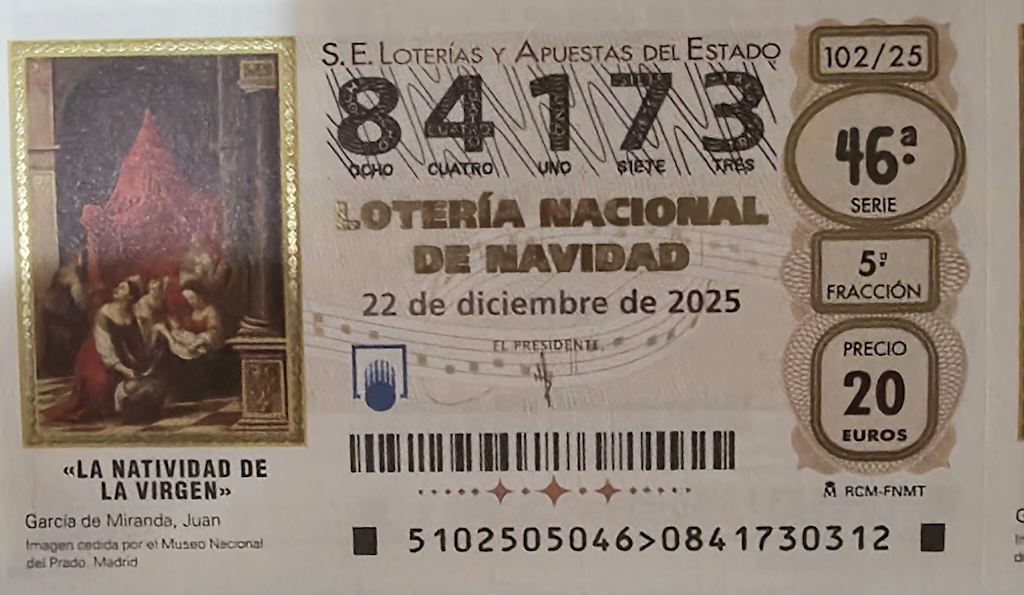 S.E. LOTERÍAS Y APUESTAS DEL ESTADO
84173
OCHO CUATRO UNO SIETE TRES
LOTERÍA NACIONAL
DE NAVIDAD
22 de diciembre de 2025
EL PRESIDENTE,
102/25
46.ª
SERIE
5.ª
FRACCIÓN
PRECIO
20
EUROS
RCM-FNMT
«LA NATIVIDAD DE
LA VIRGEN»
García de Miranda, Juan
Imagen cedida por el Museo Nacional
del Prado. Madrid
5102505046>0841730312